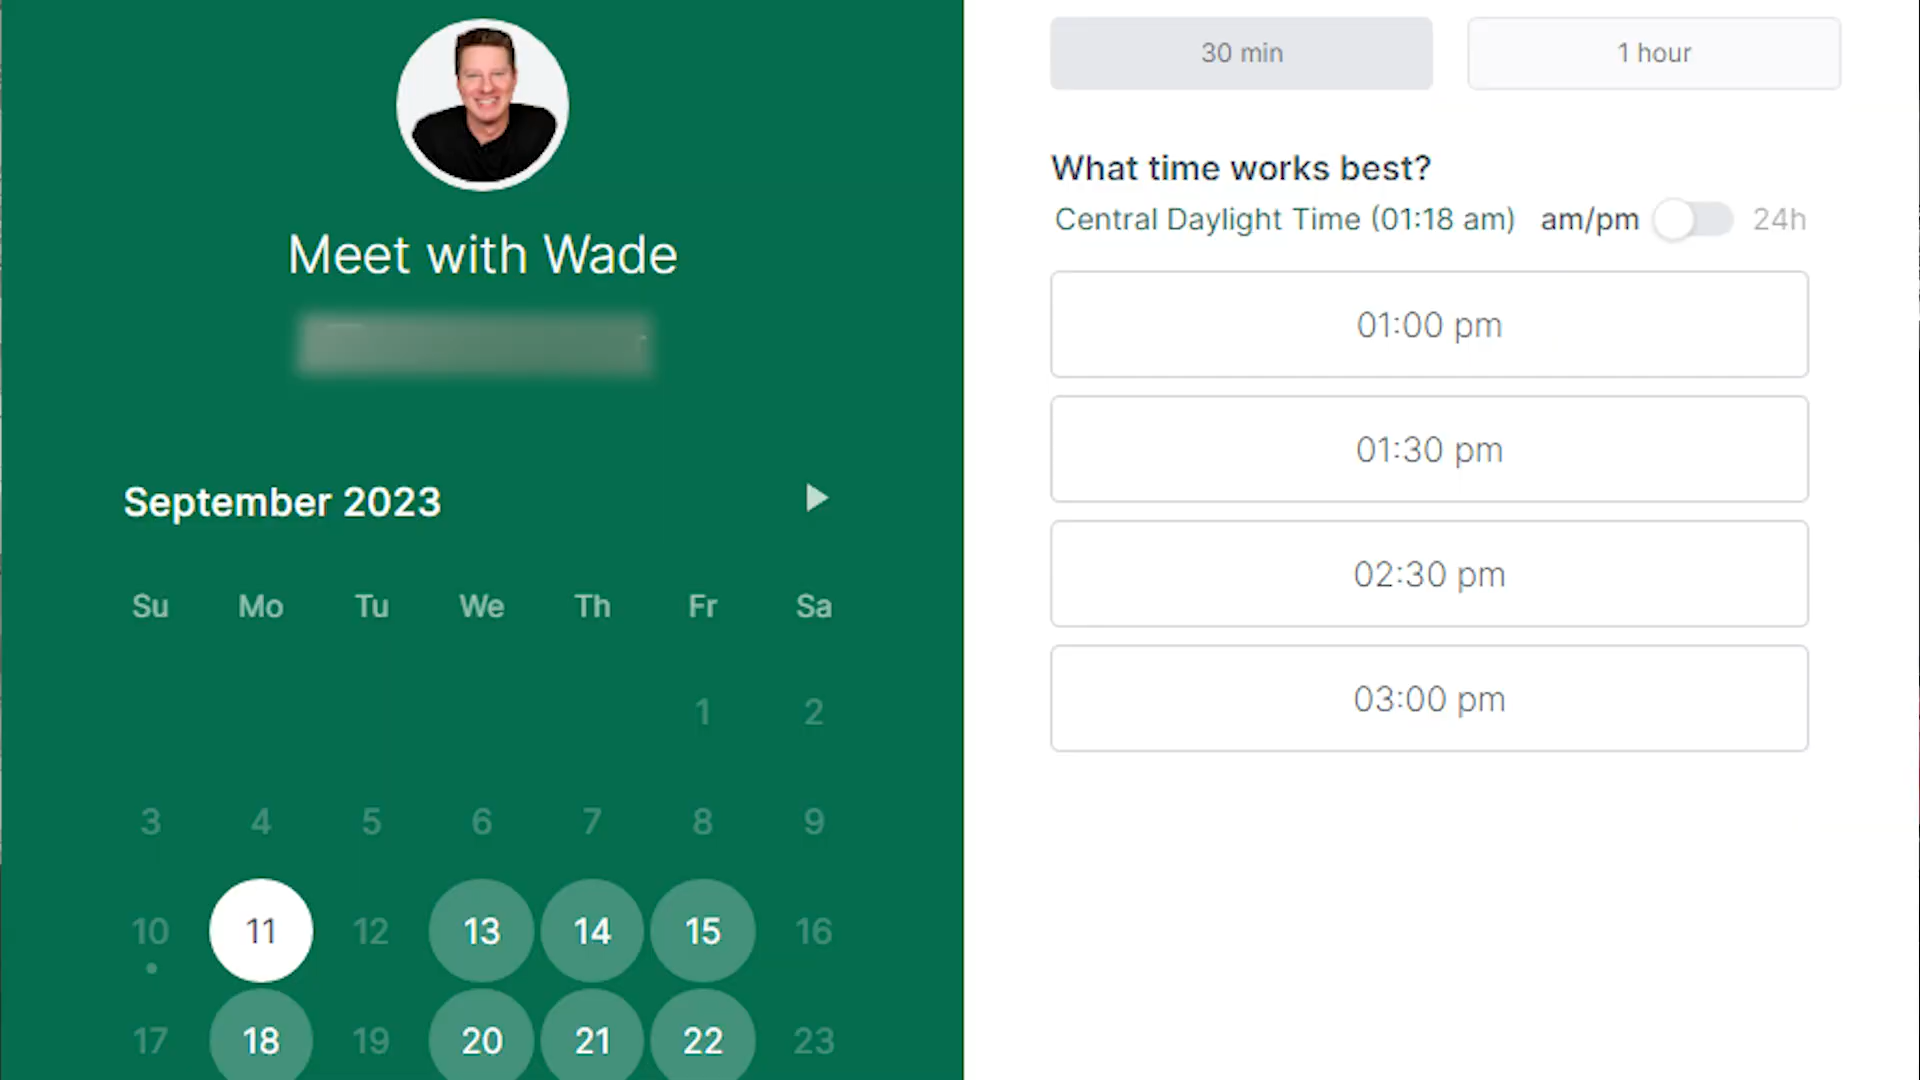 Meet with Wade
September 2023
Su Mo Tu We Th Fr Sa
1 2
3 4 5 6 7 8 9
10 11 12 13 14 15 16
17 18 19 20 21 22 23
30 min 1 hour
What time works best?
Central Daylight Time (01:18 am) am/pm 24h
01:00 pm
01:30 pm
02:30 pm
03:00 pm